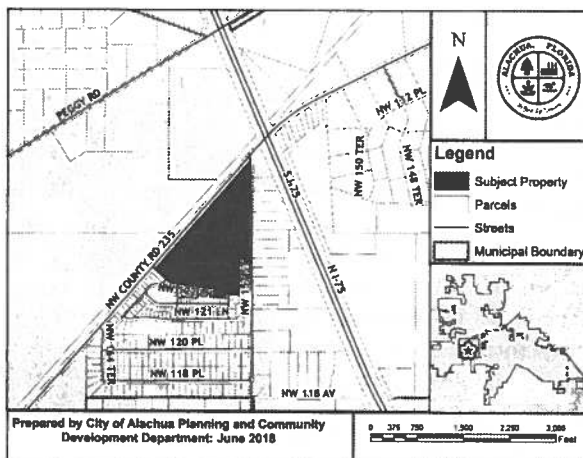 PEGGY RD
NW 132 PL
NW 150 TER
NW 148 TER
S I-75
NW COUNTY RD 235
N I-75
NW 121 LN
NW 164 TER
NW 120 PL
NW 118 PL
NW 118 AV
N
ALACHUA, FLORIDA
Legend
Subject Property
Parcels
Streets
Municipal Boundary
Prepared by City of Alachua Planning and Community
Development Department: June 2018
0 375 750 1,500 2,250 3,000
Feet